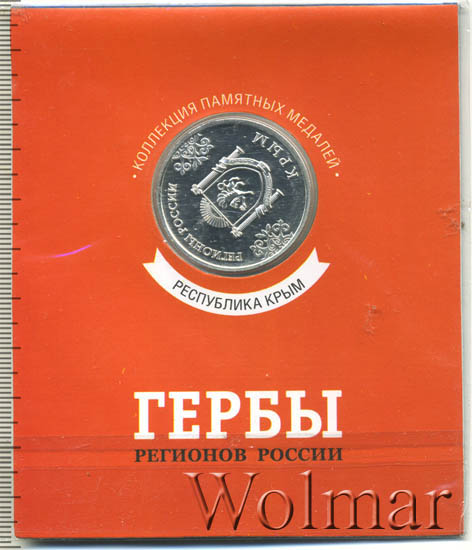 · КОЛЛЕКЦИЯ ПАМЯТНЫХ МЕДАЛЕЙ ·
РЕГИОНЫ РОССИИ
КРЫМ
РЕСПУБЛИКА КРЫМ
ГЕРБЫ
РЕГИОНОВ РОССИИ
Wolmar